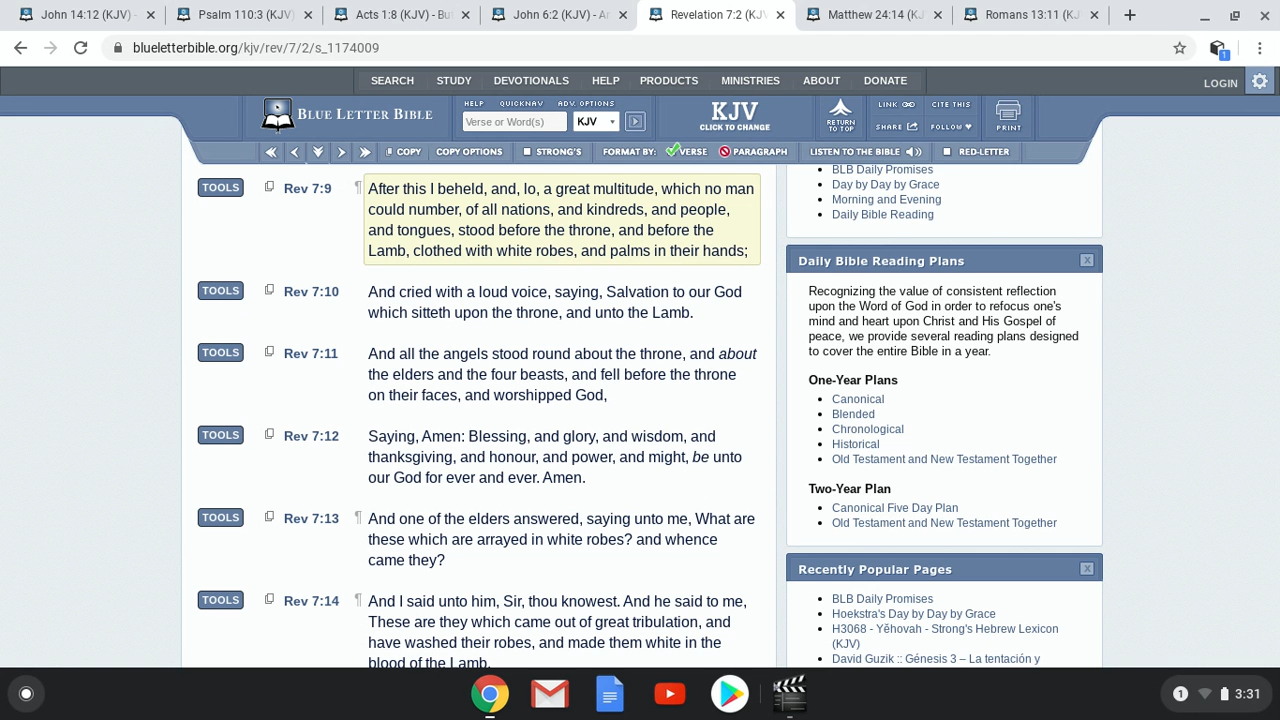 John 14:12 (KJV) -
Psalm 110:3 (KJV)
Acts 1:8 (KJV) - Bu
John 6:2 (KJV) - A
Revelation 7:2 (KJV
Matthew 24:14 (KJ
Romans 13:11 (KJ
blueletterbible.org/kjv/rev/7/2/s_1174009
1
SEARCH STUDY DEVOTIONALS HELP PRODUCTS MINISTRIES ABOUT DONATE
LOGIN
BLUE LETTER BIBLE
HELP QUICKNAV ADV. OPTIONS
Verse or Word(s) KJV
KJV
CLICK TO CHANGE
RETURN
TO TOP
LINK CITE THIS
SHARE FOLLOW
PRINT
COPY COPY OPTIONS STRONG'S FORMAT BY: VERSE PARAGRAPH LISTEN TO THE BIBLE RED-LETTER
TOOLS Rev 7:9 ¶ After this I beheld, and, lo, a great multitude, which no man
could number, of all nations, and kindreds, and people,
and tongues, stood before the throne, and before the
Lamb, clothed with white robes, and palms in their hands;
TOOLS Rev 7:10 And cried with a loud voice, saying, Salvation to our God
which sitteth upon the throne, and unto the Lamb.
TOOLS Rev 7:11 And all the angels stood round about the throne, and about
the elders and the four beasts, and fell before the throne
on their faces, and worshipped God,
TOOLS Rev 7:12 Saying, Amen: Blessing, and glory, and wisdom, and
thanksgiving, and honour, and power, and might, be unto
our God for ever and ever. Amen.
TOOLS Rev 7:13 ¶ And one of the elders answered, saying unto me, What are
these which are arrayed in white robes? and whence
came they?
TOOLS Rev 7:14 ¶ And I said unto him, Sir, thou knowest. And he said to me,
These are they which came out of great tribulation, and
have washed their robes, and made them white in the
blood of the Lamb.
BLB Daily Promises
Day by Day by Grace
Morning and Evening
Daily Bible Reading
Daily Bible Reading Plans
Recognizing the value of consistent reflection
upon the Word of God in order to refocus one's
mind and heart upon Christ and His Gospel of
peace, we provide several reading plans designed
to cover the entire Bible in a year.
One-Year Plans
Canonical
Blended
Chronological
Historical
Old Testament and New Testament Together
Two-Year Plan
Canonical Five Day Plan
Old Testament and New Testament Together
Recently Popular Pages
BLB Daily Promises
Hoekstra's Day by Day by Grace
H3068 - Yĕhovah - Strong's Hebrew Lexicon
(KJV)
David Guzik :: Génesis 3 – La tentación y
1 3:31